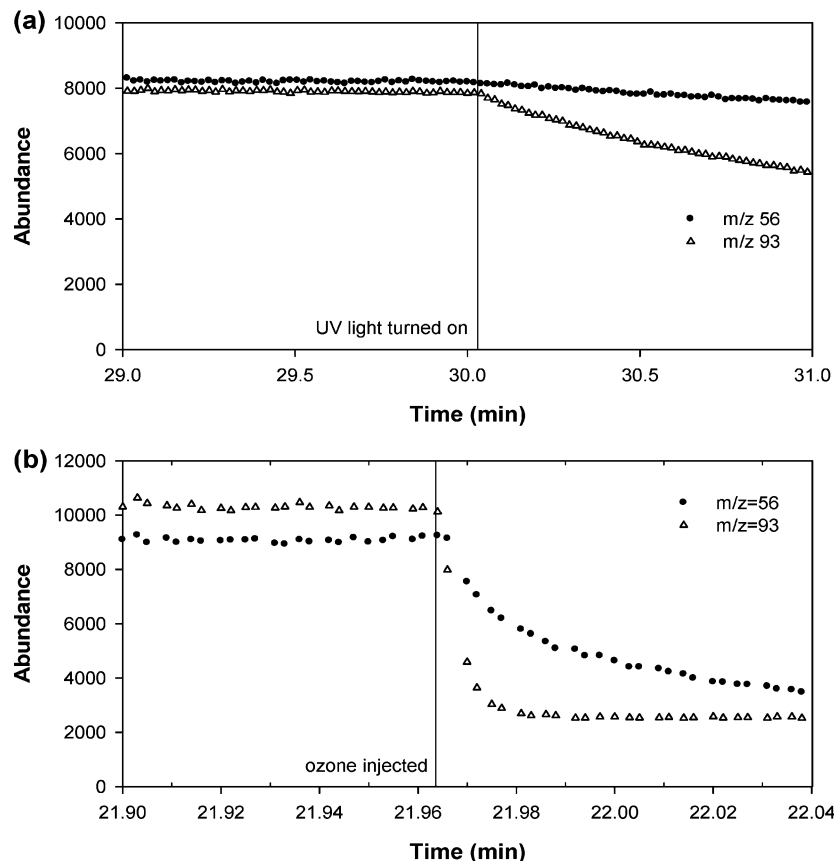 (a)
10000
8000
6000
4000
2000
0
Abundance
m/z 56
m/z 93
UV light turned on
29.0 29.5 30.0 30.5 31.0
Time (min)
(b)
12000
10000
8000
6000
4000
2000
0
Abundance
m/z=56
m/z=93
ozone injected
21.90 21.92 21.94 21.96 21.98 22.00 22.02 22.04
Time (min)